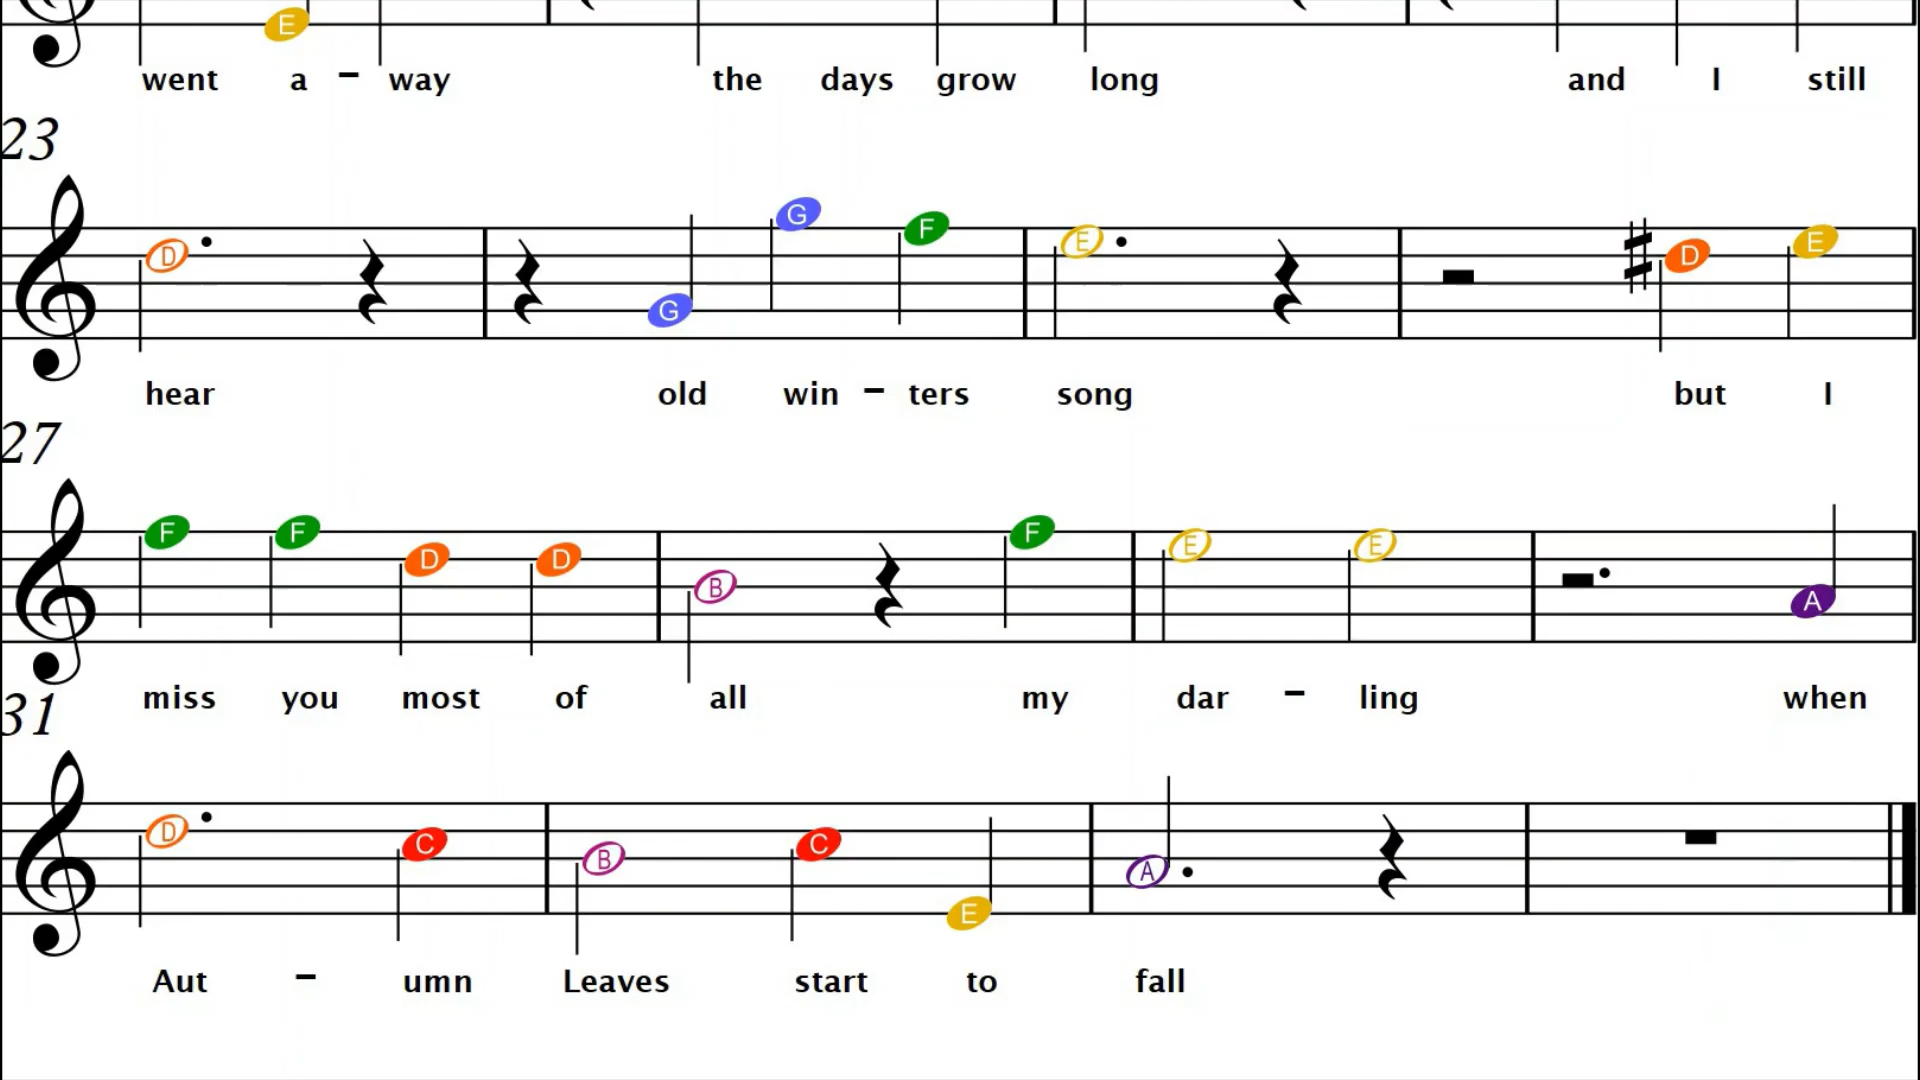 E
went a - way the days grow long and I still
23
D G G F E D E
hear old win - ters song but I
27
F F D D B F E E A
miss you most of all my dar - ling when
31
D C B C E A
Aut - umn Leaves start to fall